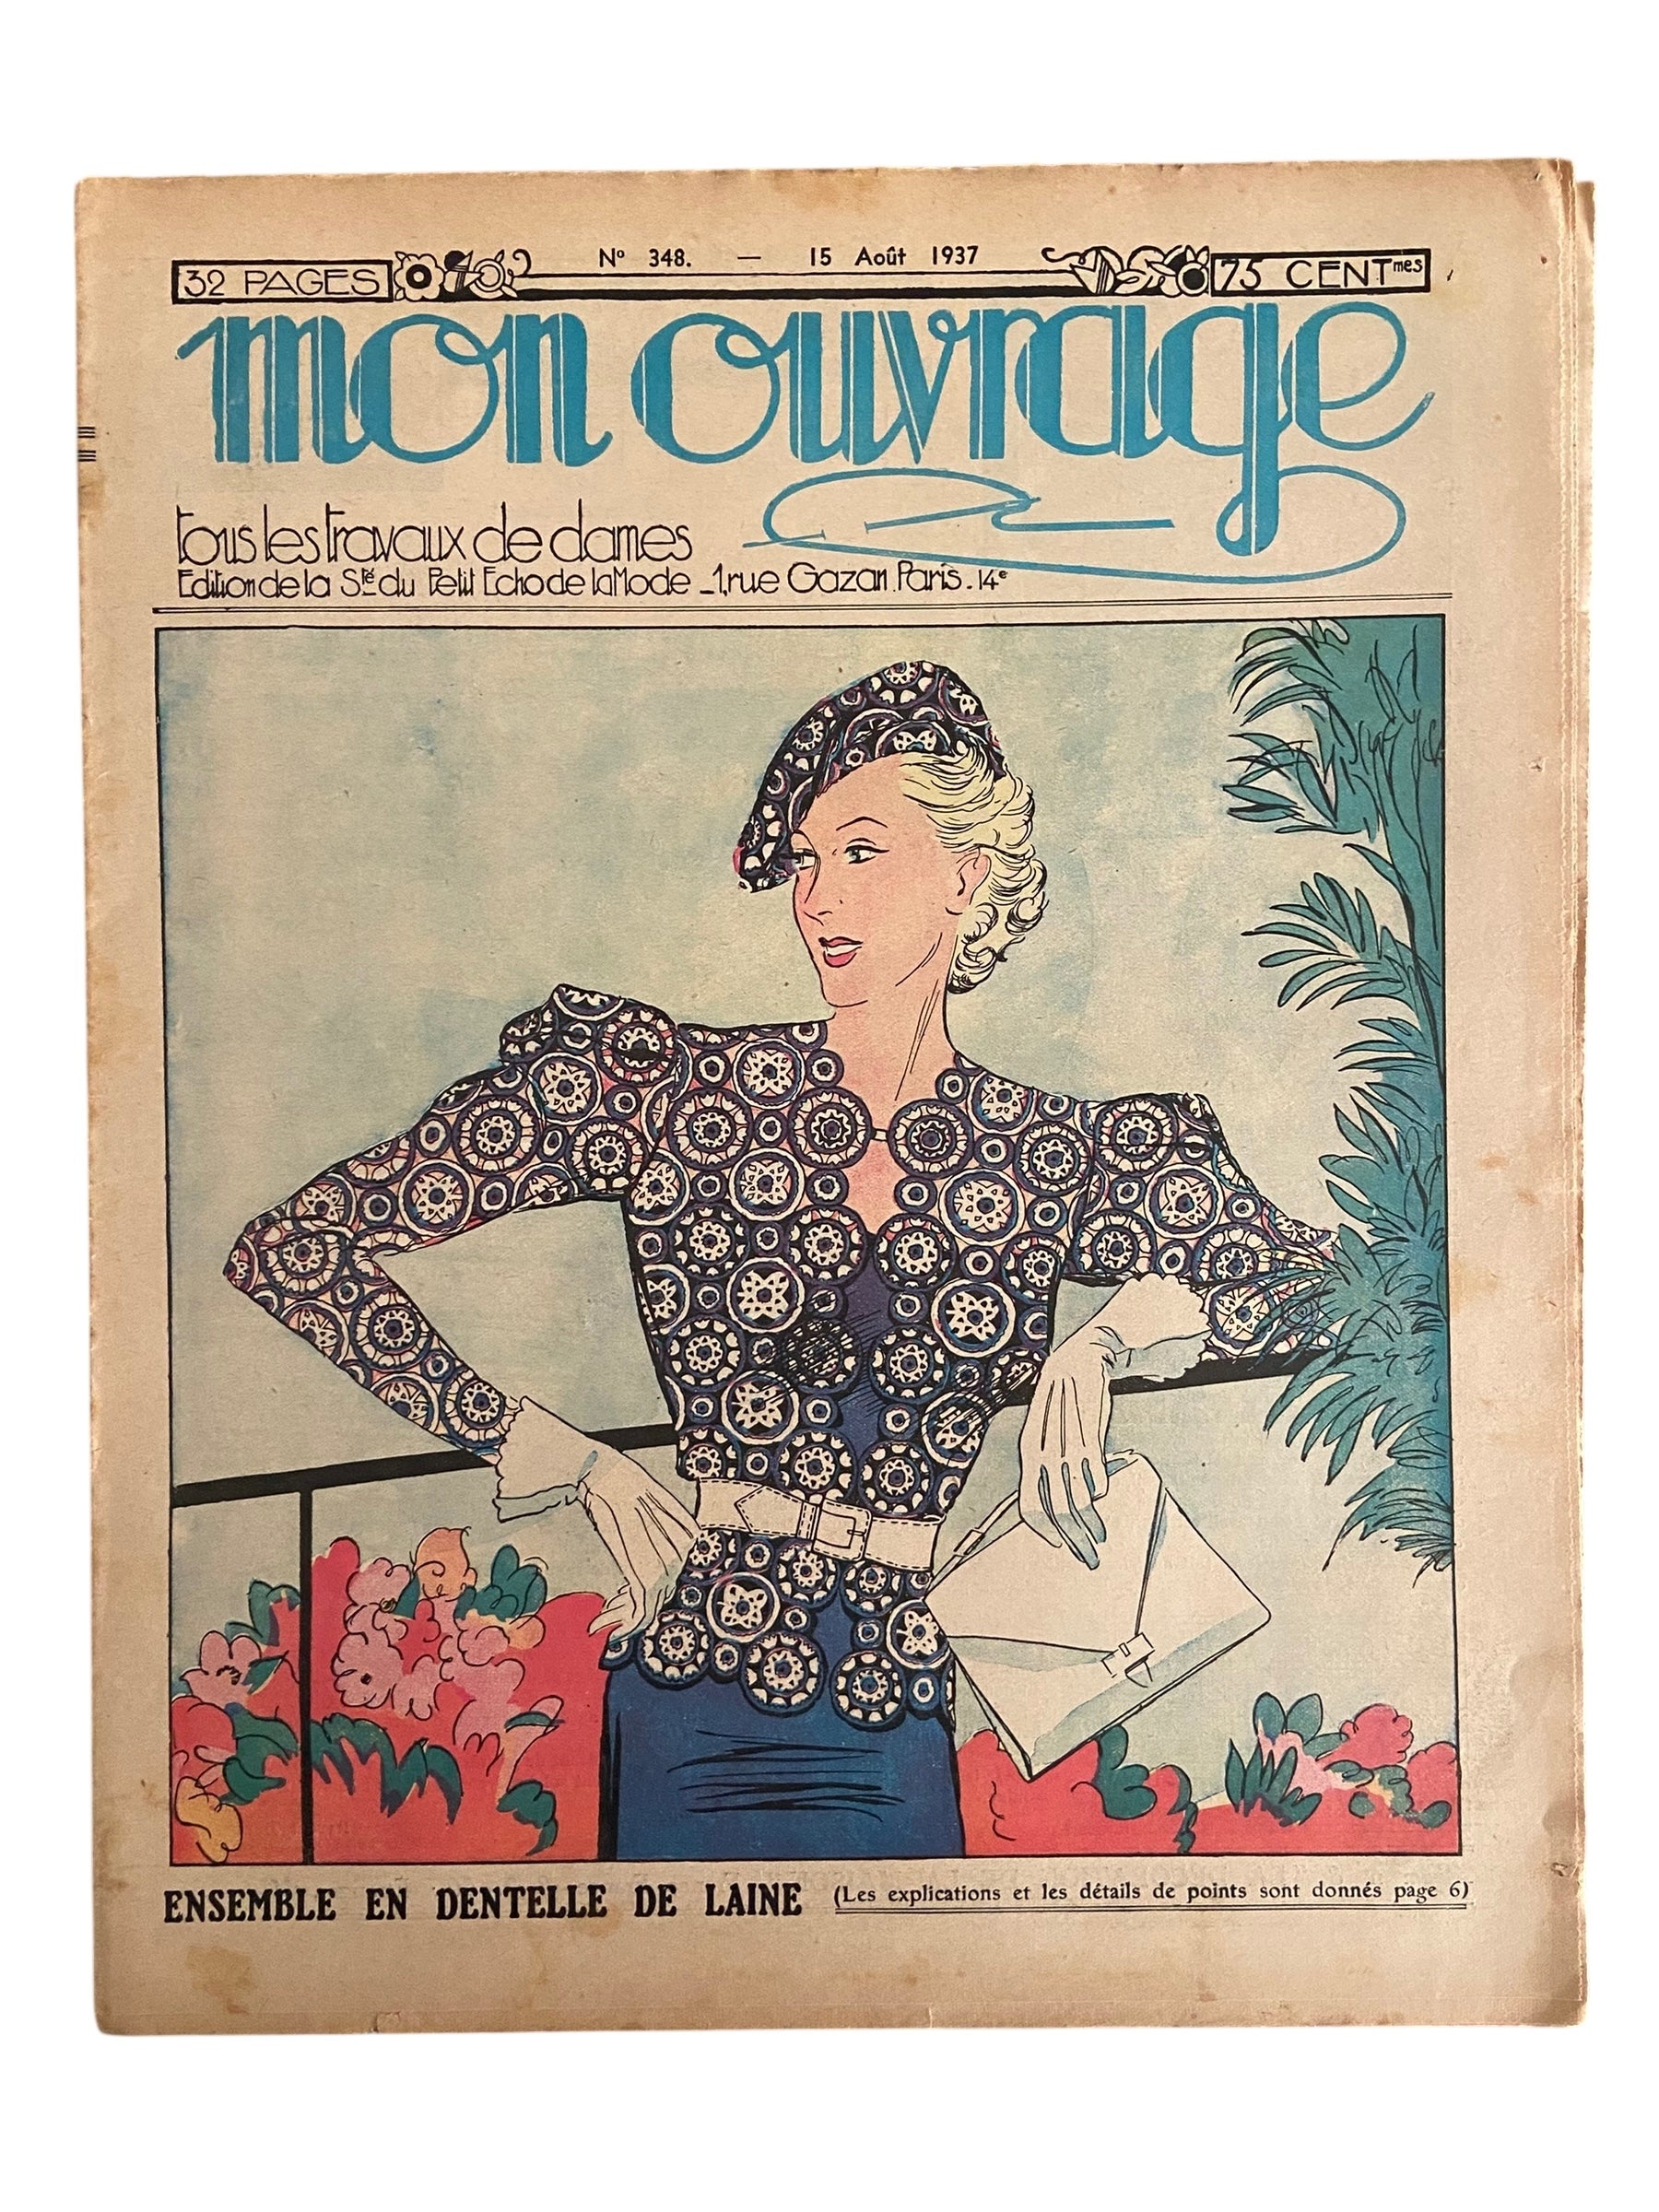 32 PAGES
Nº 348. — 15 Août 1937
75 CENTmes
mon ouvrage
tous les travaux de dames
Edition de la Sté du Petit Echo de la Mode _ 1, rue Gazan. Paris. 14e
ENSEMBLE EN DENTELLE DE LAINE (Les explications et les détails de points sont donnés page 6)